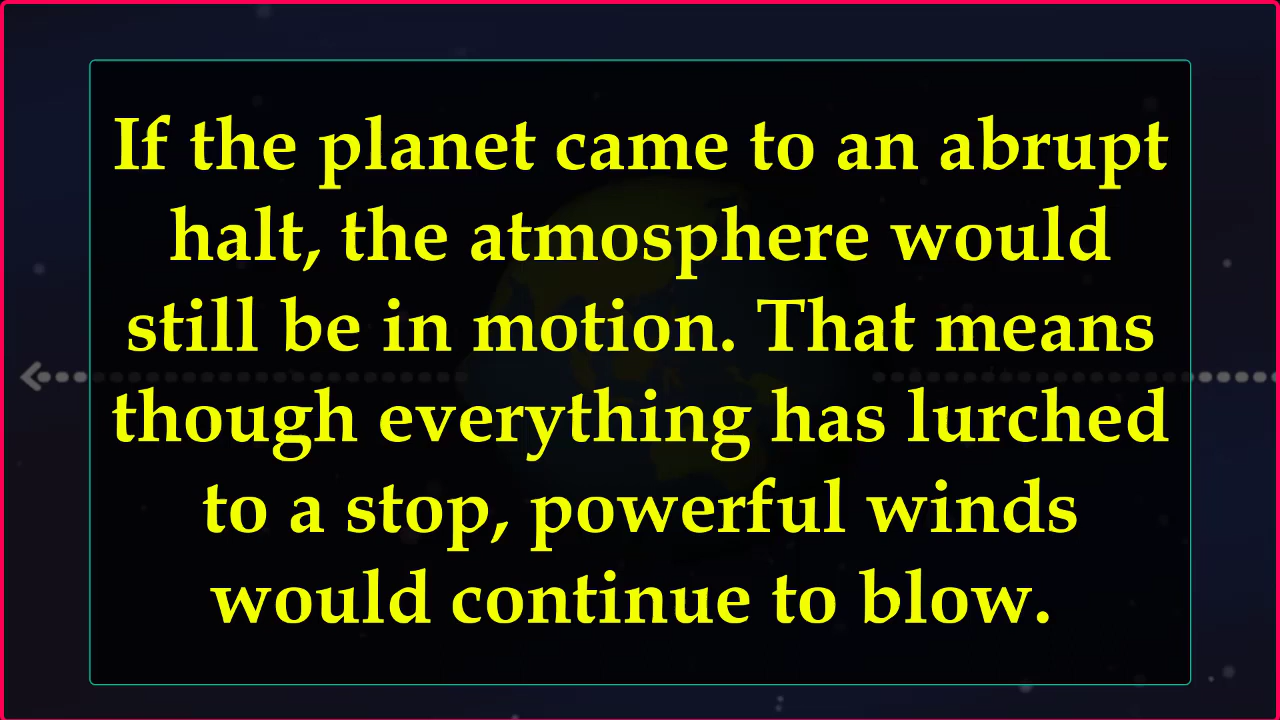 If the planet came to an abrupt
halt, the atmosphere would
still be in motion. That means
though everything has lurched
to a stop, powerful winds
would continue to blow.